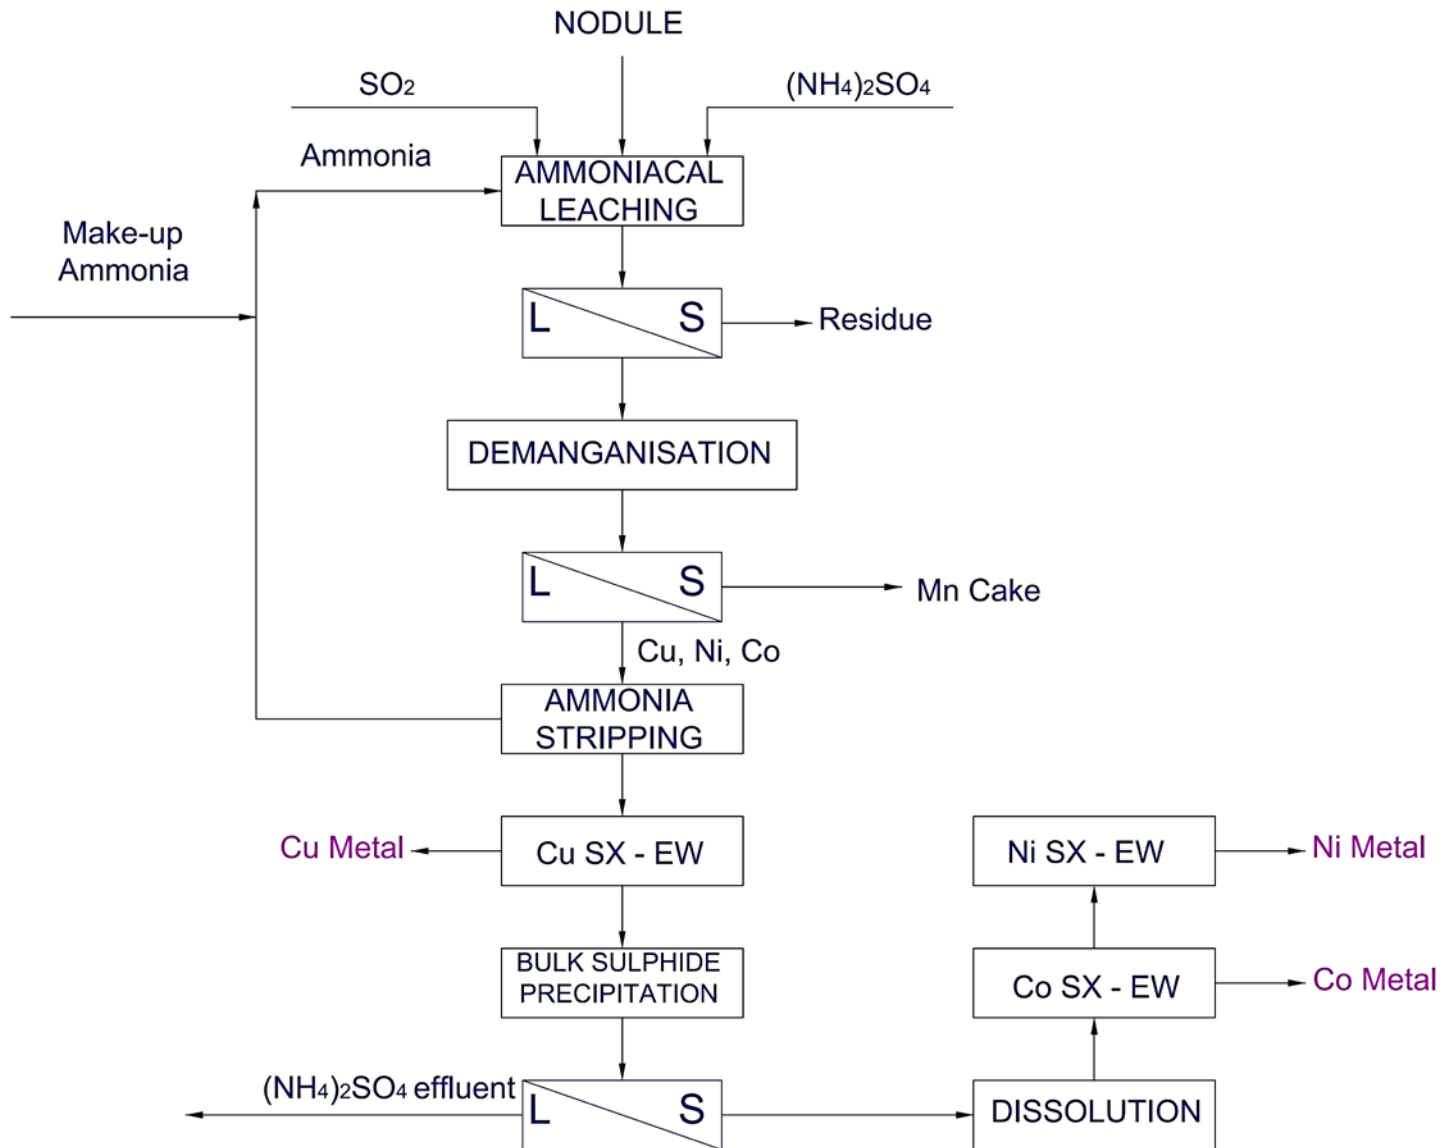 NODULE
SO₂
(NH₄)₂SO₄
Ammonia
AMMONIACAL
LEACHING
Make-up
Ammonia
L S
Residue
DEMANGANISATION
L S
Mn Cake
Cu, Ni, Co
AMMONIA
STRIPPING
Cu Metal
Cu SX - EW
Ni SX - EW
Ni Metal
BULK SULPHIDE
PRECIPITATION
Co SX - EW
Co Metal
(NH₄)₂SO₄ effluent
L S
DISSOLUTION